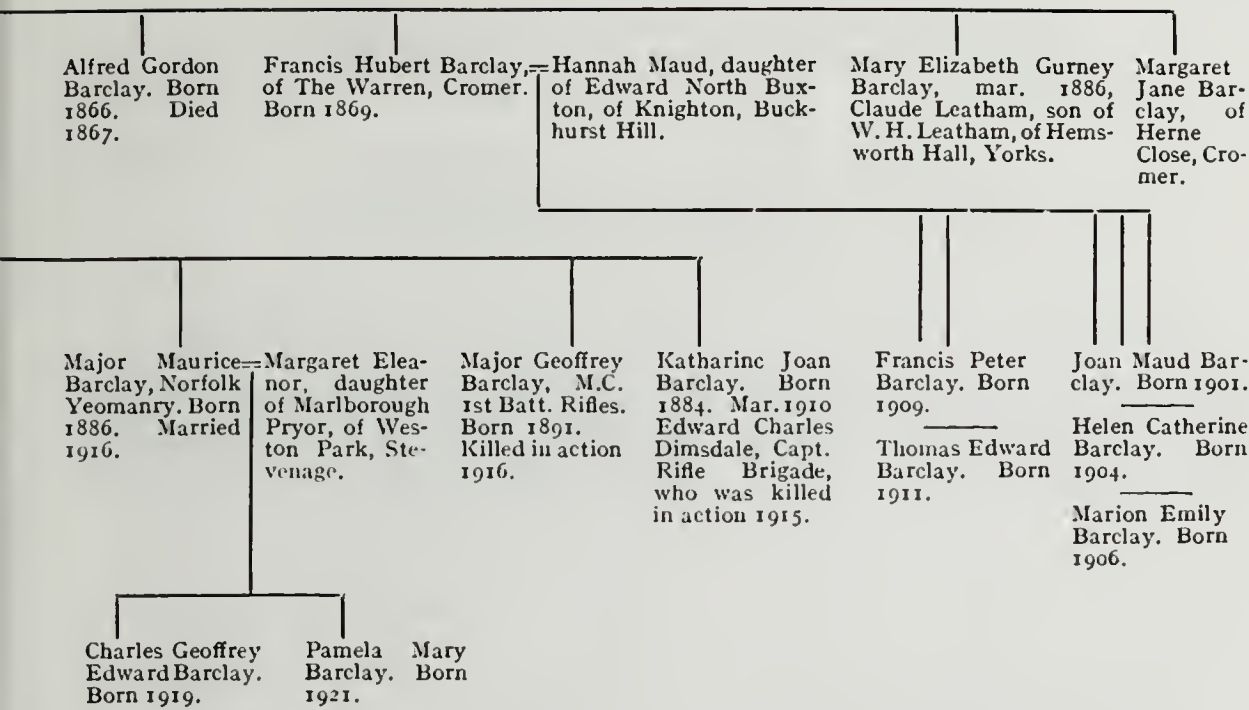 Alfred Gordon
Barclay. Born
1866. Died
1867.
Francis Hubert Barclay,=
of The Warren, Cromer.
Born 1869.
Hannah Maud, daughter
of Edward North Bux-
ton, of Knighton, Buck-
hurst Hill.
Mary Elizabeth Gurney
Barclay, mar. 1886,
Claude Leatham, son of
W. H. Leatham, of Hems-
worth Hall, Yorks.
Margaret
Jane Bar-
clay, of
Herne
Close, Cro-
mer.
Major Maurice=
Barclay, Norfolk
Yeomanry. Born
1886. Married
1916.
Margaret Elea-
nor, daughter
of Marlborough
Pryor, of Wes-
ton Park, Ste-
venage.
Major Geoffrey
Barclay, M.C.
1st Batt. Rifles.
Born 1891.
Killed in action
1916.
Katharine Joan
Barclay. Born
1884. Mar. 1910
Edward Charles
Dimsdale, Capt.
Rifle Brigade,
who was killed
in action 1915.
Francis Peter
Barclay. Born
1909.
Thomas Edward
Barclay. Born
1911.
Joan Maud Bar-
clay. Born 1901.
Helen Catherine
Barclay. Born
1904.
Marion Emily
Barclay. Born
1906.
Charles Geoffrey
Edward Barclay.
Born 1919.
Pamela Mary
Barclay. Born
1921.